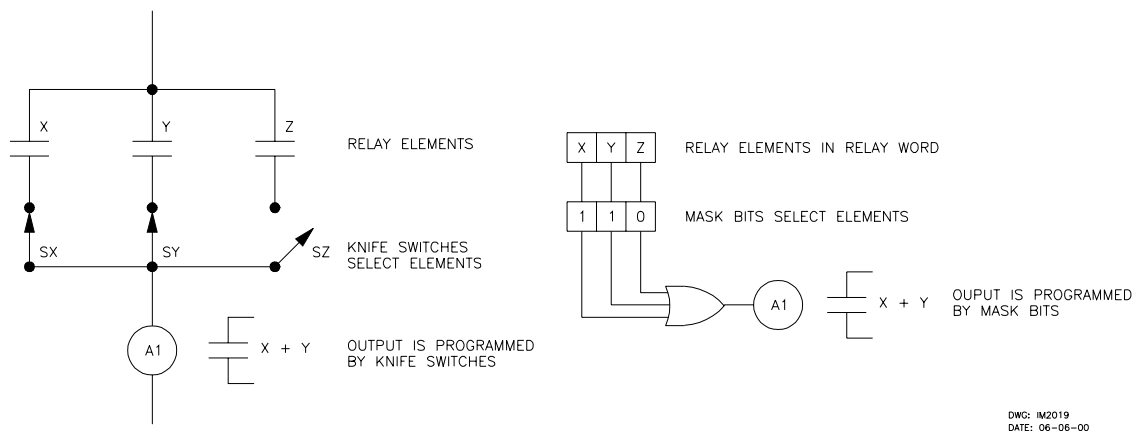 X
Y
Z
RELAY ELEMENTS
SX
SY
SZ
KNIFE SWITCHES
SELECT ELEMENTS
A1
X + Y
OUTPUT IS PROGRAMMED
BY KNIFE SWITCHES
X Y Z
RELAY ELEMENTS IN RELAY WORD
1 1 0
MASK BITS SELECT ELEMENTS
A1
X + Y
OUPUT IS PROGRAMMED
BY MASK BITS
DWG: IM2019
DATE: 06-06-00